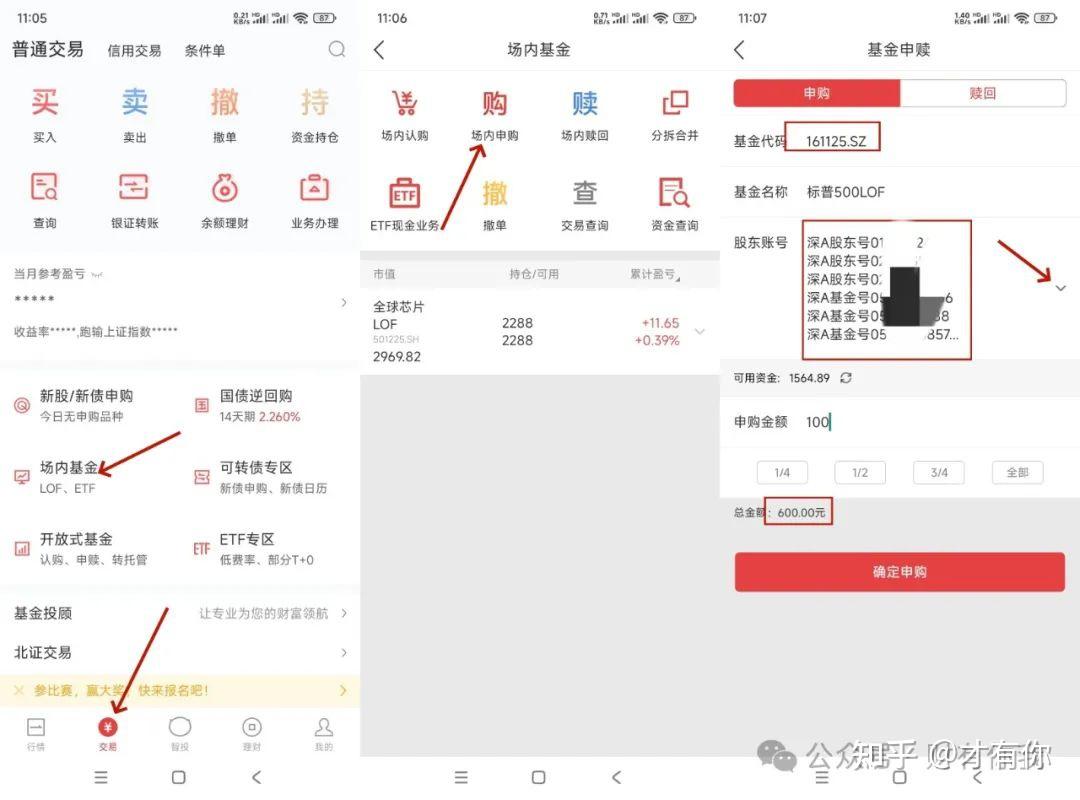 11:05
0.21 KB/s HD HD 87
普通交易 信用交易 条件单
买 卖 撤 持
买入 卖出 撤单 资金持仓
查询 银证转账 余额理财 业务办理
当月参考盈亏
*****
收益率*****,跑输上证指数*****
新股/新债申购 国债逆回购
今日无申购品种 14天期 2.260%
场内基金 可转债专区
LOF、ETF 新债申购、新债日历
开放式基金 ETF ETF专区
认购、申赎、转托管 低费率、部分T+0
基金投顾 让专业为您的财富领航
北证交易
参比赛，赢大奖，快来报名吧！
行情 交易 智投 理财 我的
11:06
0.71 KB/s HD HD 87
场内基金
购 赎
场内认购 场内申购 场内赎回 分拆合并
ETF 撤 查
ETF现金业务 撤单 交易查询 资金查询
市值 持仓/可用 累计盈亏
全球芯片
LOF 2288 +11.65
501225.SH 2288 +0.39%
2969.82
11:07
1.40 KB/s HD HD 87
基金申赎
申购 赎回
基金代码 161125.SZ
基金名称 标普500LOF
股东账号 深A股东号01 2
深A股东号0
深A股东号0
深A基金号0 6
深A基金号05 38
深A基金号05 857...
可用资金: 1564.89
申购金额 100
1/4 1/2 3/4 全部
总金额: 600.00元
确定申购
公众号
知乎 @才有你